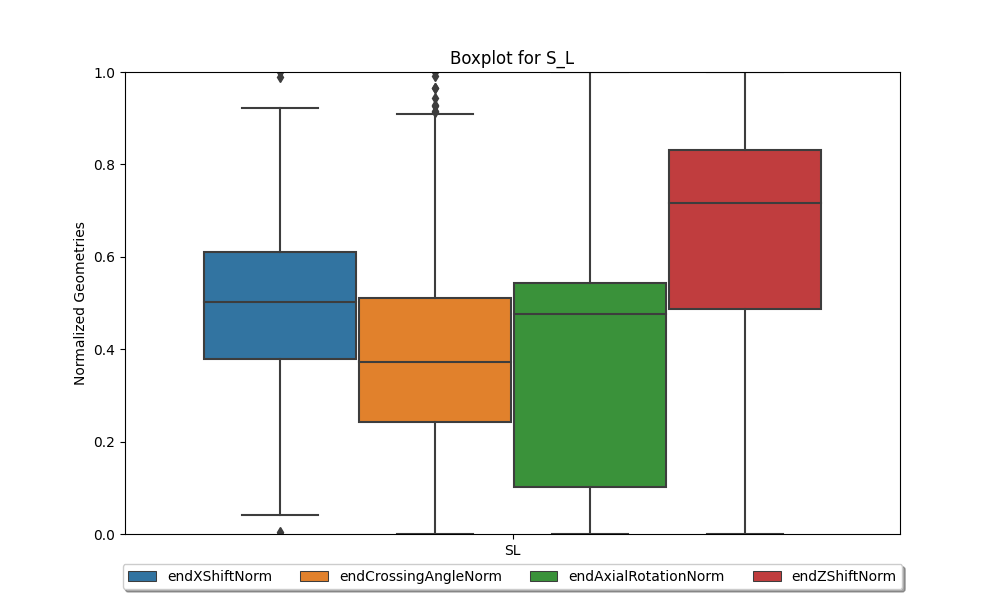 Boxplot for S_L
1.0
0.8
0.6
0.4
0.2
0.0
Normalized Geometries
SL
endXShiftNorm endCrossingAngleNorm endAxialRotationNorm endZShiftNorm